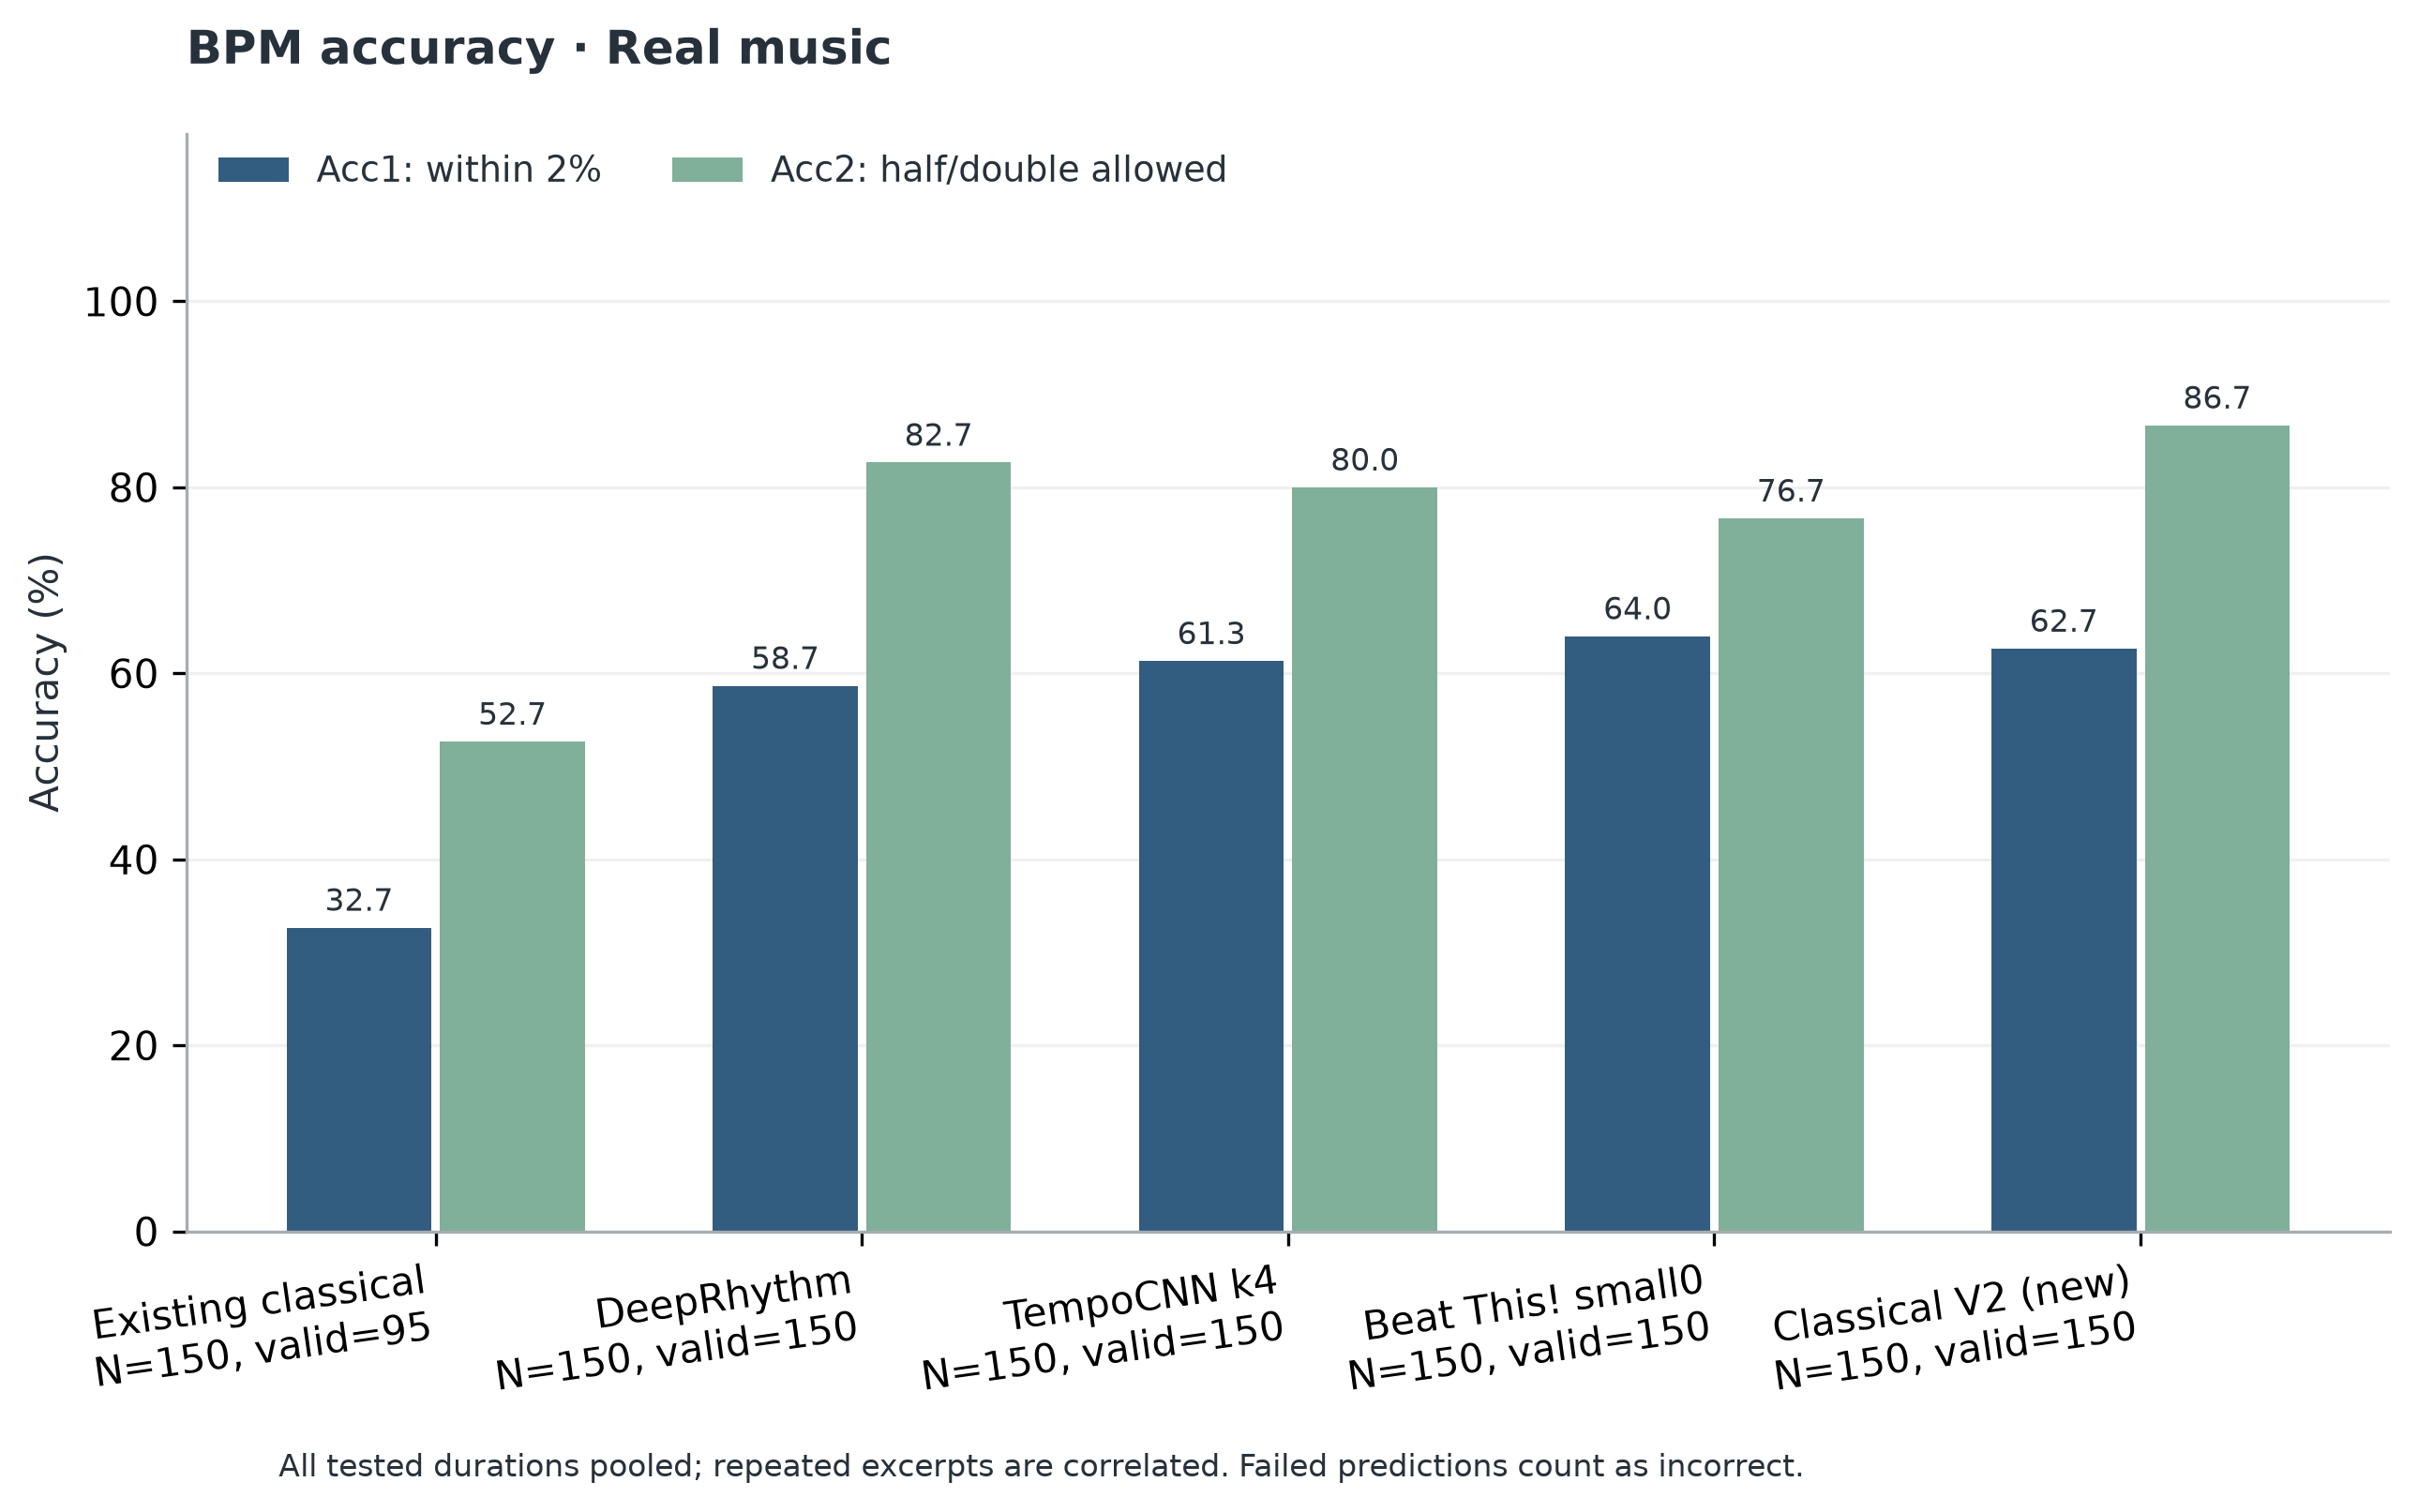 BPM accuracy · Real music
Acc1: within 2%
Acc2: half/double allowed
Accuracy (%)
100
80
60
40
20
0
32.7
52.7
58.7
82.7
61.3
80.0
64.0
76.7
62.7
86.7
Existing classical
N=150, valid=95
DeepRhythm
N=150, valid=150
TempoCNN k4
N=150, valid=150
Beat This! small0
N=150, valid=150
Classical V2 (new)
N=150, valid=150
All tested durations pooled; repeated excerpts are correlated. Failed predictions count as incorrect.